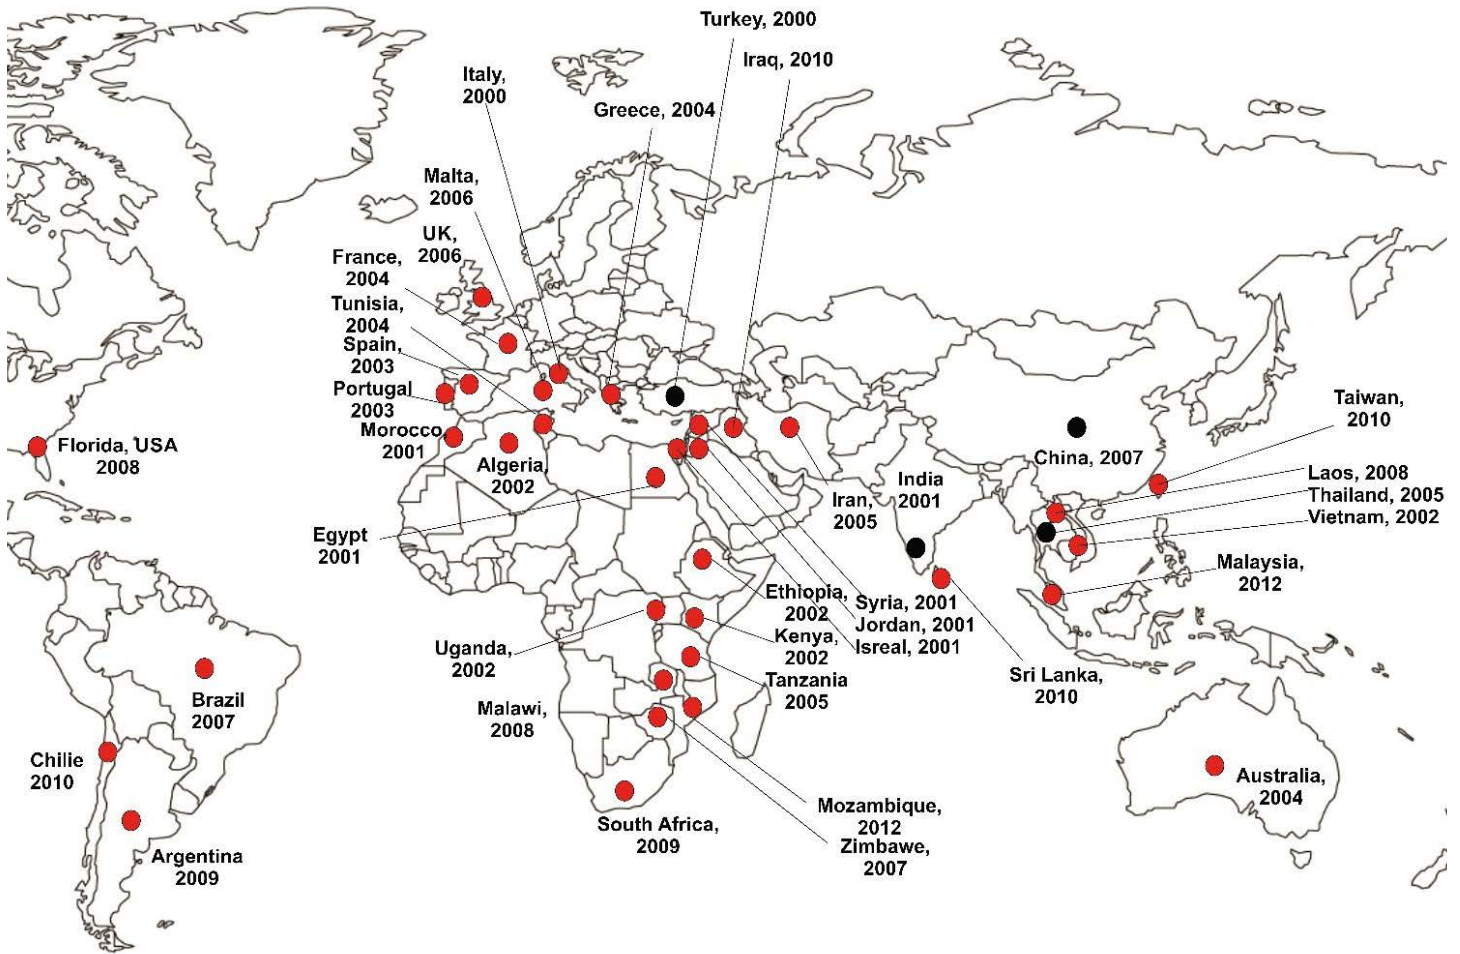 Turkey, 2000
Iraq, 2010
Italy,
2000
Greece, 2004
Malta,
2006
UK,
2006
France,
2004
Tunisia,
2004
Spain,
2003
Portugal
2003
Morocco,
2001
Algeria,
2002
Florida, USA
2008
Egypt
2001
Taiwan,
2010
China, 2007
Laos, 2008
Thailand, 2005
Vietnam, 2002
India
2001
Iran,
2005
Malaysia,
2012
Ethiopia,
2002
Syria, 2001
Jordan, 2001
Isreal, 2001
Kenya,
2002
Uganda,
2002
Tanzania
2005
Sri Lanka,
2010
Malawi,
2008
Brazil
2007
Chilie
2010
Australia,
2004
Mozambique,
2012
South Africa,
2009
Zimbawe,
2007
Argentina
2009